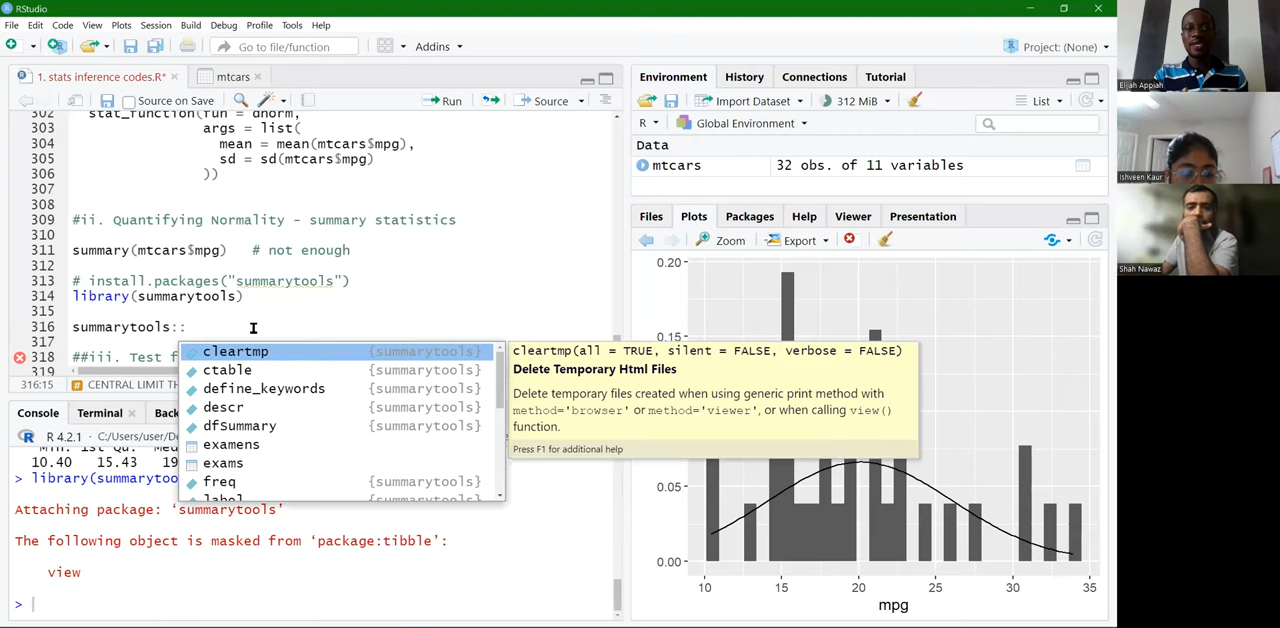 RStudio
File Edit Code View Plots Session Build Debug Profile Tools Help
Go to file/function Addins Project: (None)
1. stats inference codes.R* mtcars
Source on Save Run Source
302 stat_function(fun = dnorm,
303 args = list(
304 mean = mean(mtcars$mpg),
305 sd = sd(mtcars$mpg)
306 ))
307
308
309 #ii. Quantifying Normality - summary statistics
310
311 summary(mtcars$mpg) # not enough
312
313 # install.packages("summarytools")
314 library(summarytools)
315
316 summarytools::
317
318 ##iii. Test f
319
316:15 # CENTRAL LIMIT TH
cleartmp {summarytools}
ctable {summarytools}
define_keywords {summarytools}
descr {summarytools}
dfSummary {summarytools}
examens
exams
freq {summarytools}
label
cleartmp(all = TRUE, silent = FALSE, verbose = FALSE)
Delete Temporary Html Files
Delete temporary files created when using generic print method with
method='browser' or method='viewer', or when calling view()
function.
Press F1 for additional help
Console Terminal Back
R 4.2.1 · C:/Users/user/De
Min. 1st Qu. Med
10.40 15.43 19
> library(summarytoo
Attaching package: ‘summarytools’
The following object is masked from ‘package:tibble’:
view
>
Environment History Connections Tutorial
Import Dataset 312 MiB List
R Global Environment
Data
mtcars 32 obs. of 11 variables
Files Plots Packages Help Viewer Presentation
Zoom Export
0.20
0.15
0.05
0.00
10 15 20 25 30 35
mpg
Elijah Appiah
Ishveen Kaur
Shah Nawaz